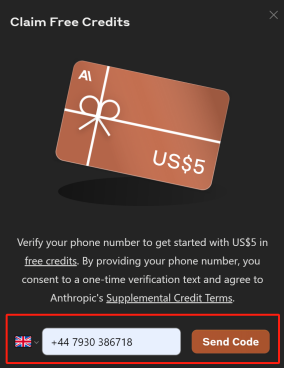 Claim Free Credits
A\
US$5
Verify your phone number to get started with US$5 in
free credits. By providing your phone number, you
consent to a one-time verification text and agree to
Anthropic's Supplemental Credit Terms.
+44 7930 386718
Send Code